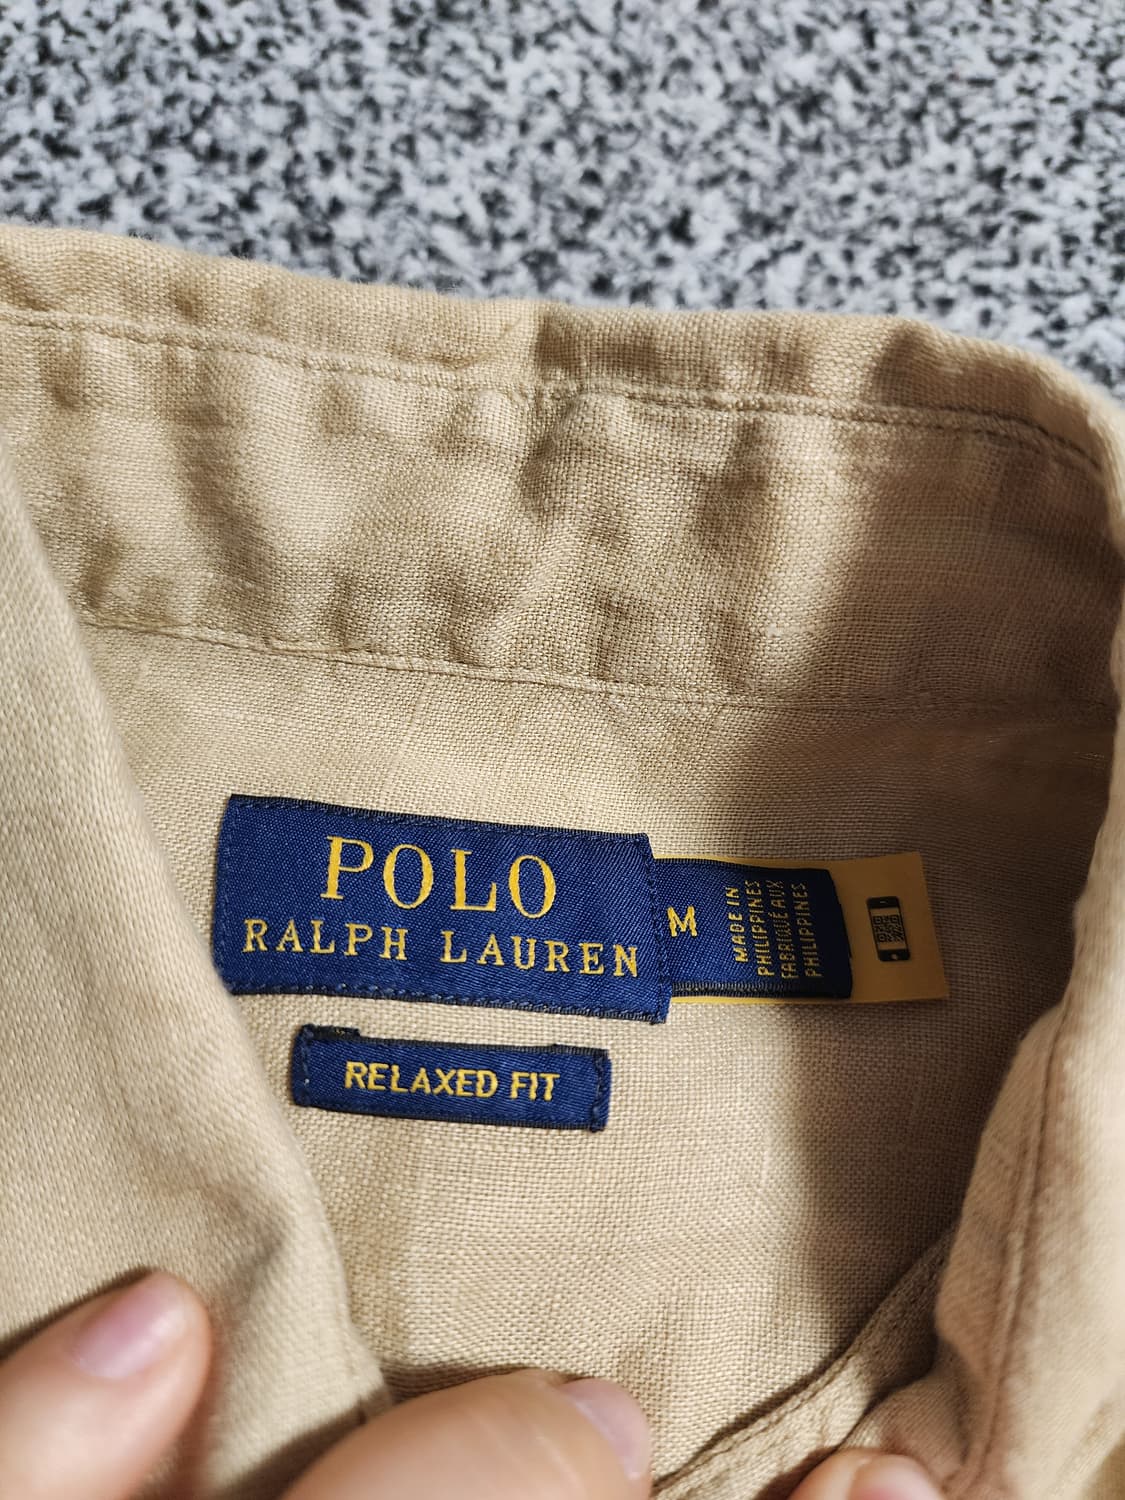 POLO
RALPH LAUREN
M
MADE IN
PHILIPPINES
FABRIQUÉ AUX
PHILIPPINES
RELAXED FIT